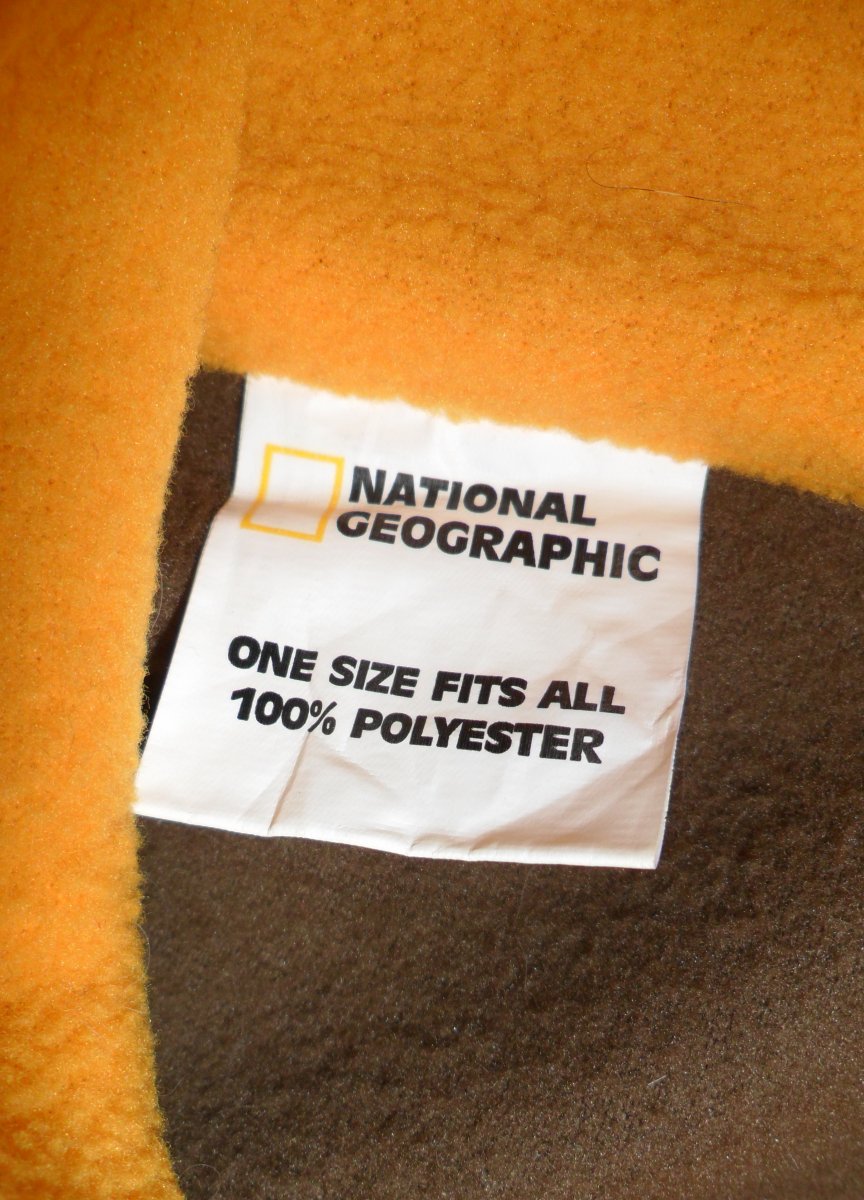 NATIONAL
GEOGRAPHIC
ONE SIZE FITS ALL
100% POLYESTER